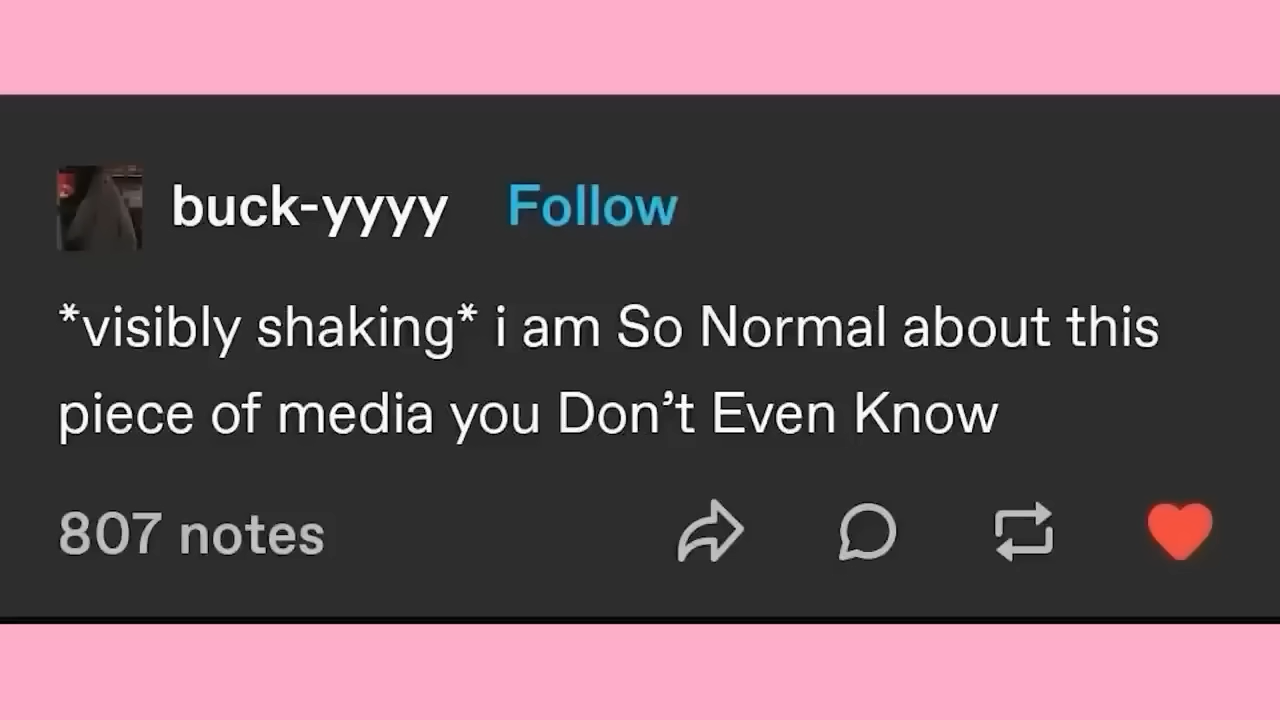 buck-yyyy Follow
*visibly shaking* i am So Normal about this
piece of media you Don’t Even Know
807 notes